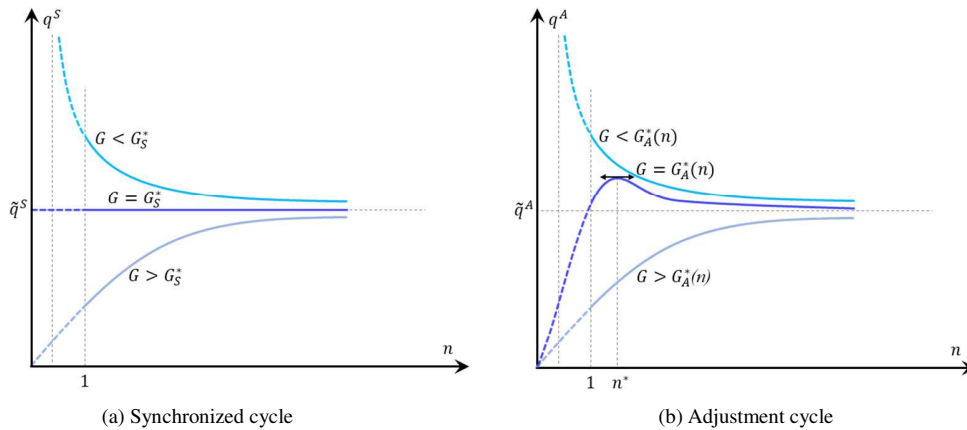 q^S
G < G_S^*
G = G_S^*
q̃^S
G > G_S^*
n
1
(a) Synchronized cycle
q^A
G < G_A^*(n)
G = G_A^*(n)
q̃^A
G > G_A^*(n)
n
1 n^*
(b) Adjustment cycle